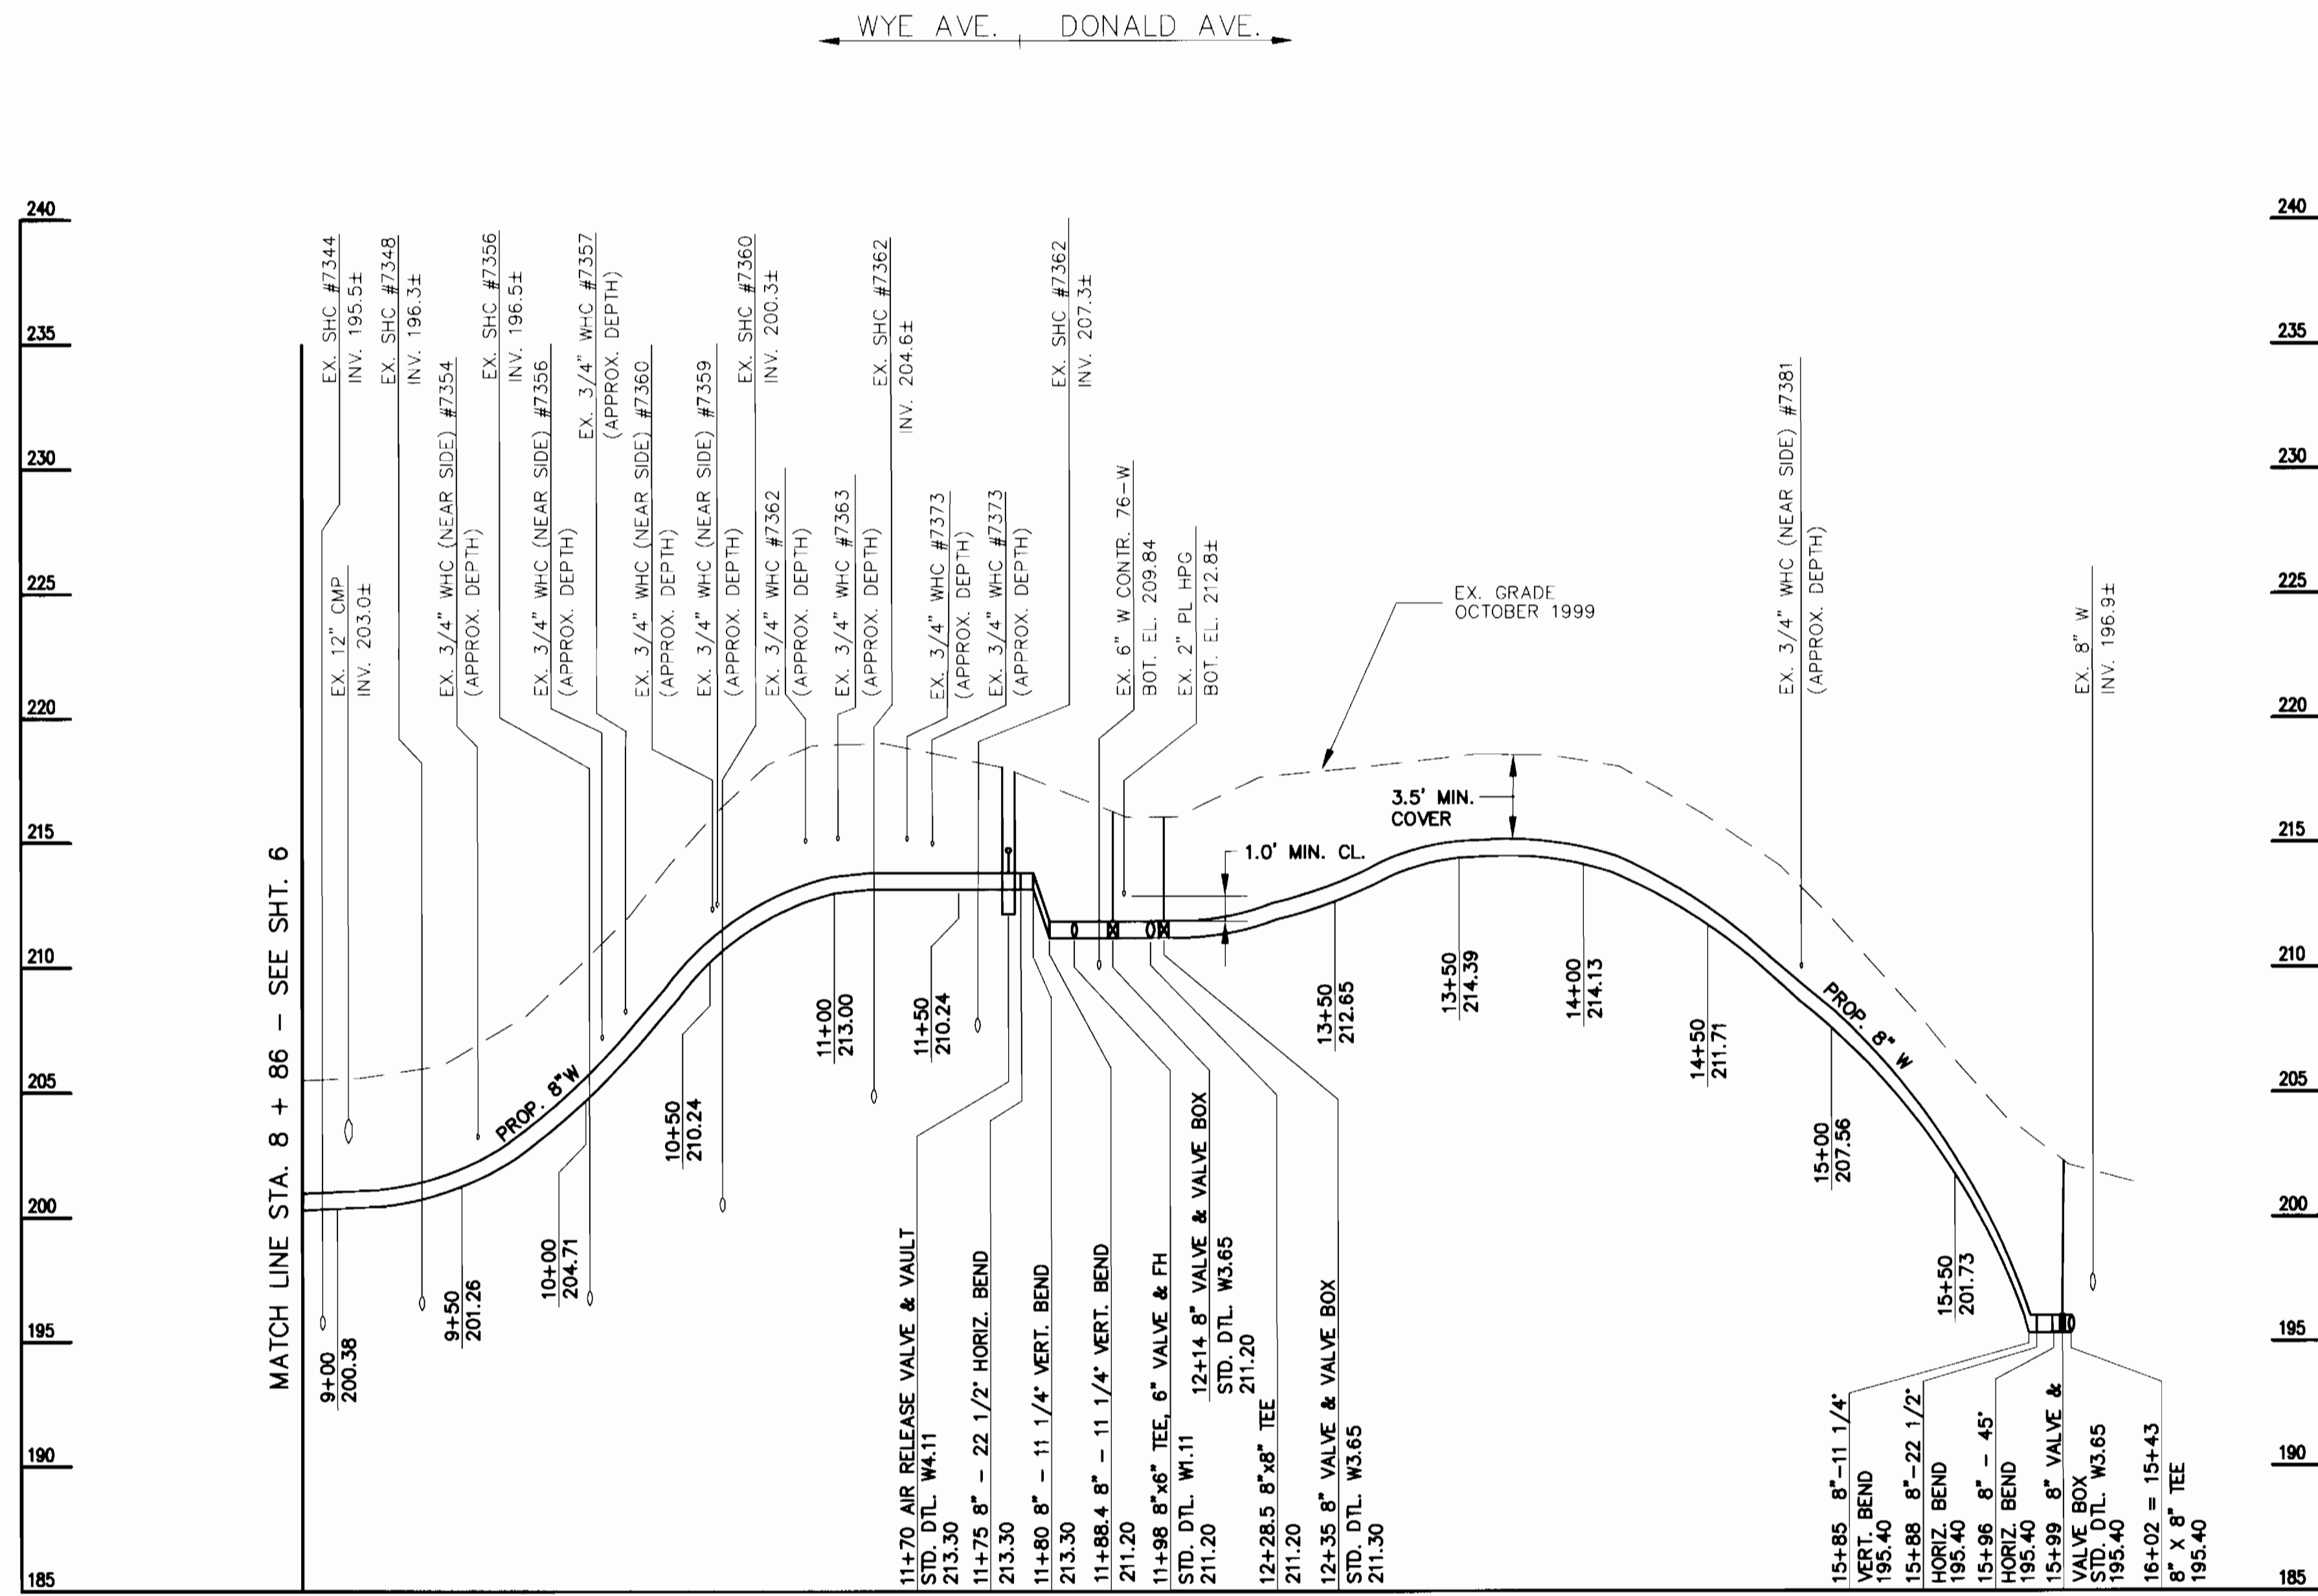 WYE AVE.
DONALD AVE.
240
235
230
225
220
215
210
205
200
195
190
185
MATCH LINE STA. 8 + 86 - SEE SHT. 6
EX. SHC #7344
INV. 195.5±
EX. 12" CMP
INV. 203.0±
EX. SHC #7348
INV. 196.3±
EX. 3/4" WHC (NEAR SIDE) #7354
(APPROX. DEPTH)
EX. SHC #7356
INV. 196.5±
EX. 3/4" WHC (NEAR SIDE) #7356
(APPROX. DEPTH)
EX. 3/4" WHC #7357
(APPROX. DEPTH)
EX. 3/4" WHC (NEAR SIDE) #7360
(APPROX. DEPTH)
EX. 3/4" WHC (NEAR SIDE) #7359
(APPROX. DEPTH)
EX. SHC #7360
INV. 200.3±
EX. 3/4" WHC #7362
(APPROX. DEPTH)
EX. 3/4" WHC #7363
(APPROX. DEPTH)
EX. SHC #7362
INV. 204.6±
EX. 3/4" WHC #7373
(APPROX. DEPTH)
EX. 3/4" WHC #7373
(APPROX. DEPTH)
EX. SHC #7362
INV. 207.3±
EX. 6" W CONTR. 76-W
BOT. EL. 209.84
EX. 2" PL HPG
BOT. EL. 212.8±
EX. GRADE
OCTOBER 1999
3.5' MIN.
COVER
1.0' MIN. CL.
EX. 3/4" WHC (NEAR SIDE) #7381
(APPROX. DEPTH)
EX. 8" W
INV. 196.9±
PROP. 8"W
PROP. 8" W
9+00
200.38
9+50
201.26
10+00
204.71
10+50
210.24
11+00
213.00
11+50
210.24
11+70 AIR RELEASE VALVE & VAULT
STD. DTL. W4.11
213.30
11+75 8" - 22 1/2° HORIZ. BEND
213.30
11+80 8" - 11 1/4° VERT. BEND
213.30
11+88.4 8" - 11 1/4° VERT. BEND
211.20
11+98 8"x6" TEE, 6" VALVE & FH
STD. DTL. W1.11
211.20
12+14 8" VALVE & VALVE BOX
STD. DTL. W3.65
211.20
12+28.5 8"x8" TEE
211.20
12+35 8" VALVE & VALVE BOX
STD. DTL. W3.65
211.30
13+50
212.65
13+50
214.39
14+00
214.13
14+50
211.71
15+00
207.56
15+50
201.73
15+85 8"-11 1/4°
VERT. BEND
195.40
15+88 8"-22 1/2°
HORIZ. BEND
195.40
15+96 8" - 45°
HORIZ. BEND
195.40
15+99 8" VALVE &
VALVE BOX
STD. DTL. W3.65
195.40
16+02 = 15+43
8" X 8" TEE
195.40
240
235
230
225
220
215
210
205
200
195
190
185